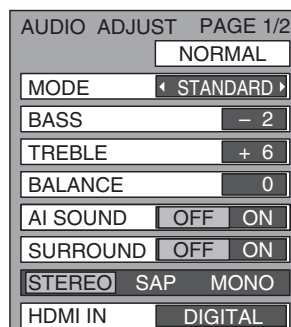 AUDIO ADJUST PAGE 1/2
NORMAL
MODE STANDARD
BASS – 2
TREBLE + 6
BALANCE 0
AI SOUND OFF ON
SURROUND OFF ON
STEREO SAP MONO
HDMI IN DIGITAL